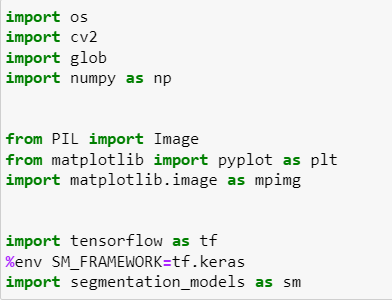 import os
import cv2
import glob
import numpy as np
from PIL import Image
from matplotlib import pyplot as plt
import matplotlib.image as mpimg
import tensorflow as tf
%env SM_FRAMEWORK=tf.keras
import segmentation_models as sm